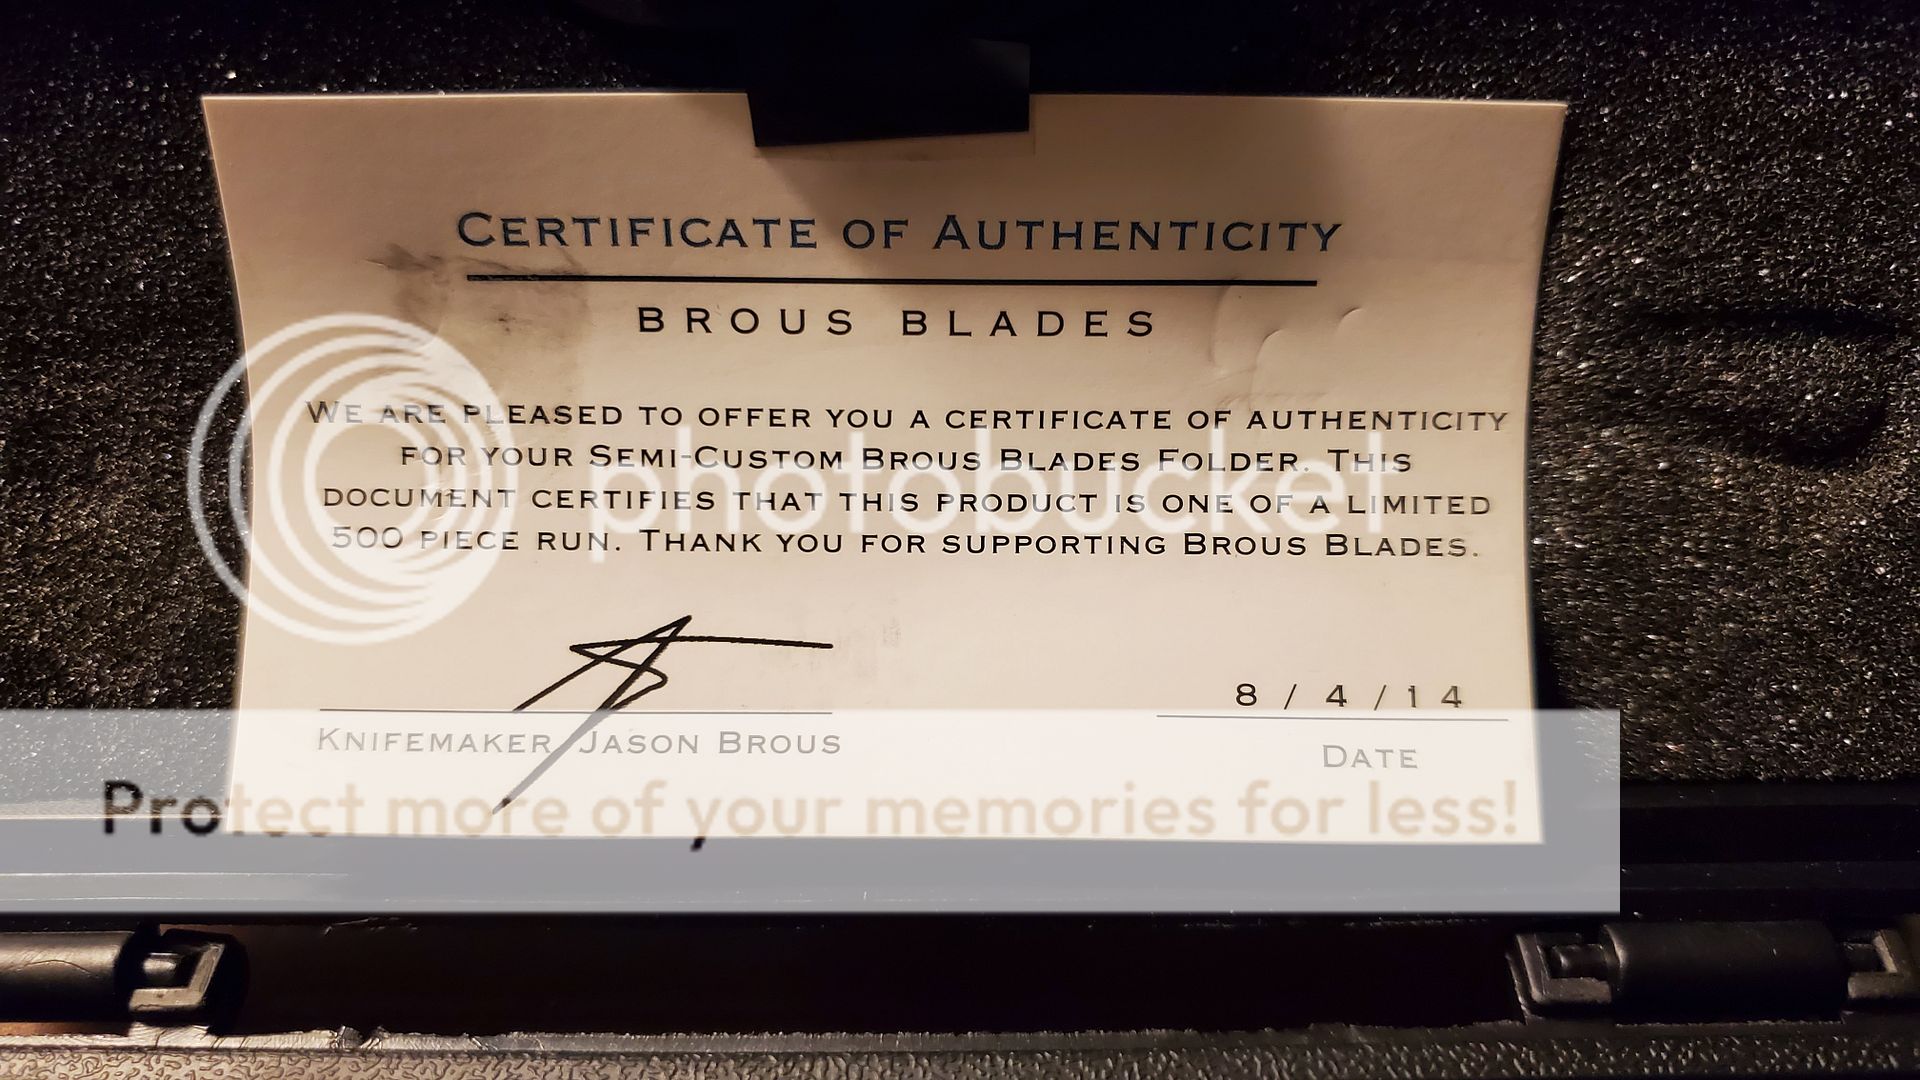 Certificate of Authenticity
BROUS BLADES
We are pleased to offer you a certificate of authenticity
for your Semi-Custom Brous Blades Folder. This
document certifies that this product is one of a limited
500 piece run. Thank you for supporting Brous Blades.
photobucket
8/4/14
Knifemaker, Jason Brous
Date
Protect more of your memories for less!